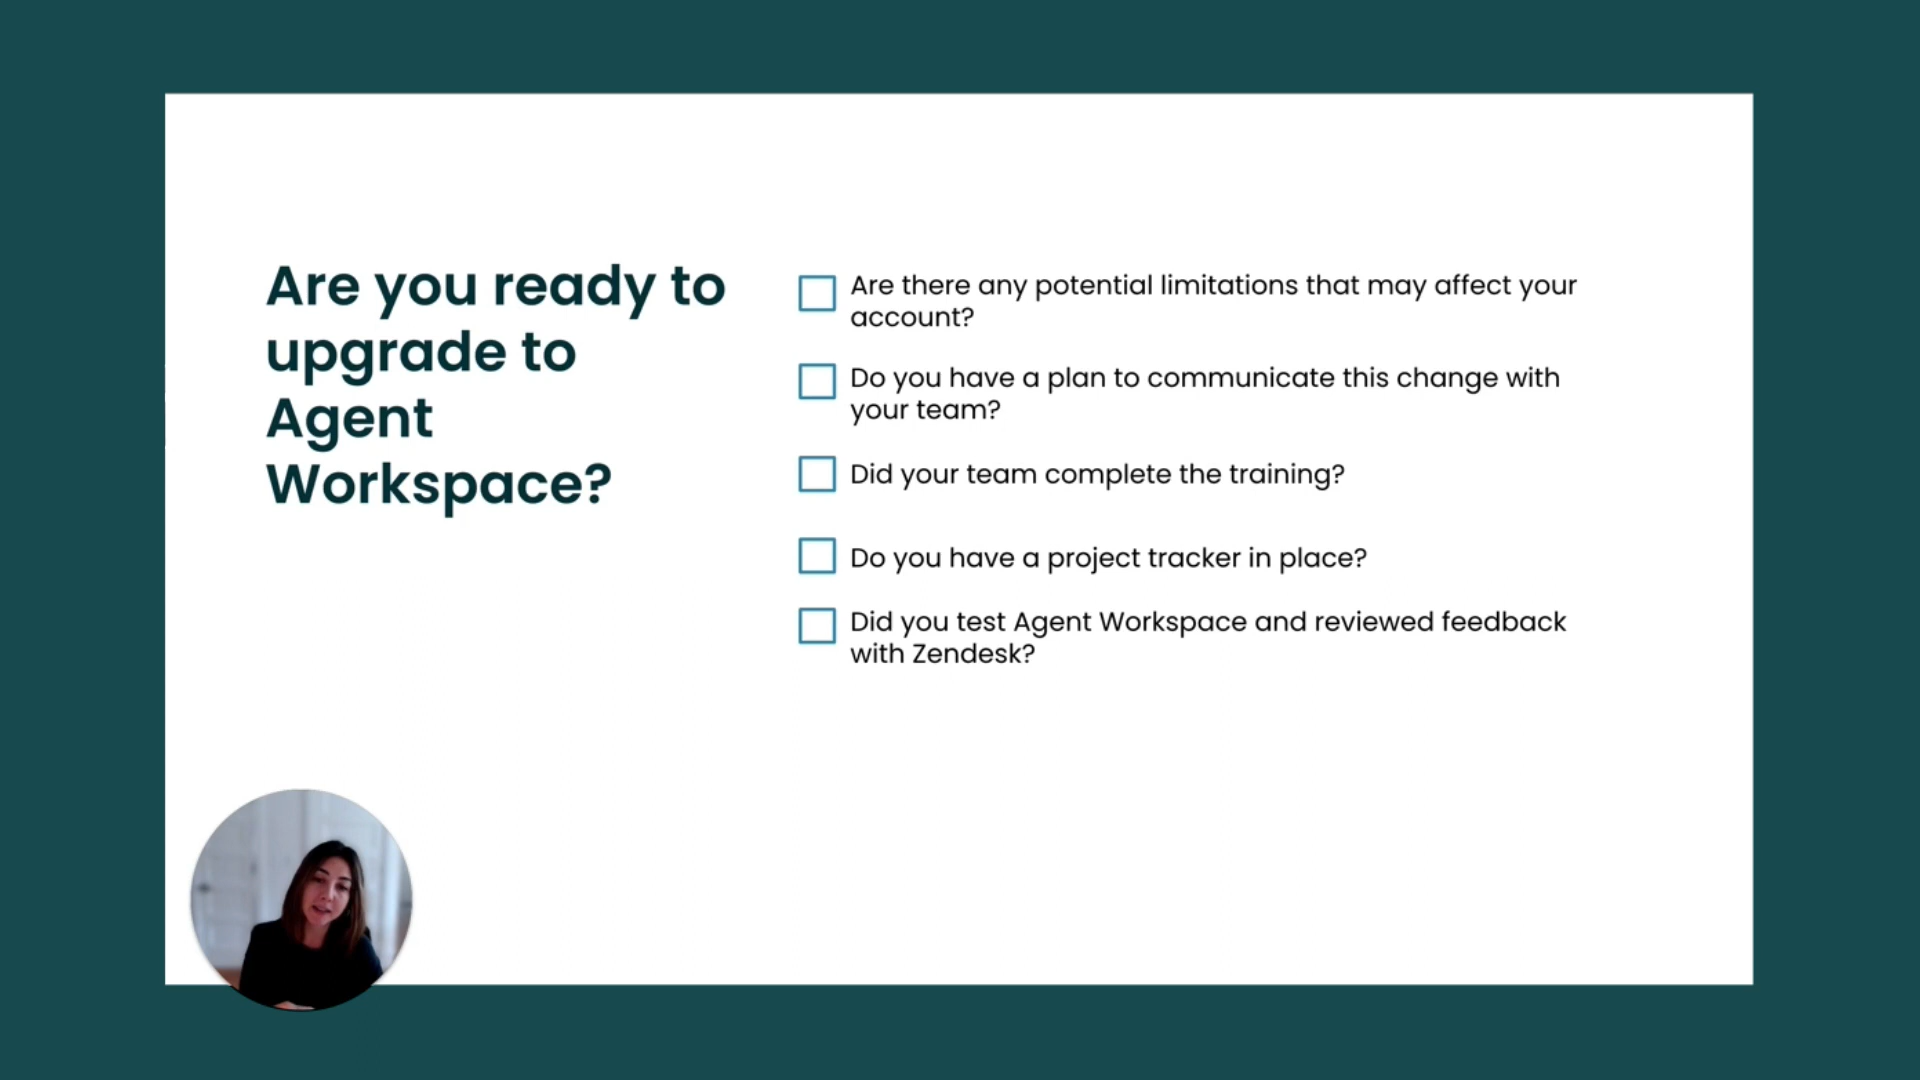 Are you ready to
upgrade to
Agent
Workspace?
Are there any potential limitations that may affect your
account?
Do you have a plan to communicate this change with
your team?
Did your team complete the training?
Do you have a project tracker in place?
Did you test Agent Workspace and reviewed feedback
with Zendesk?